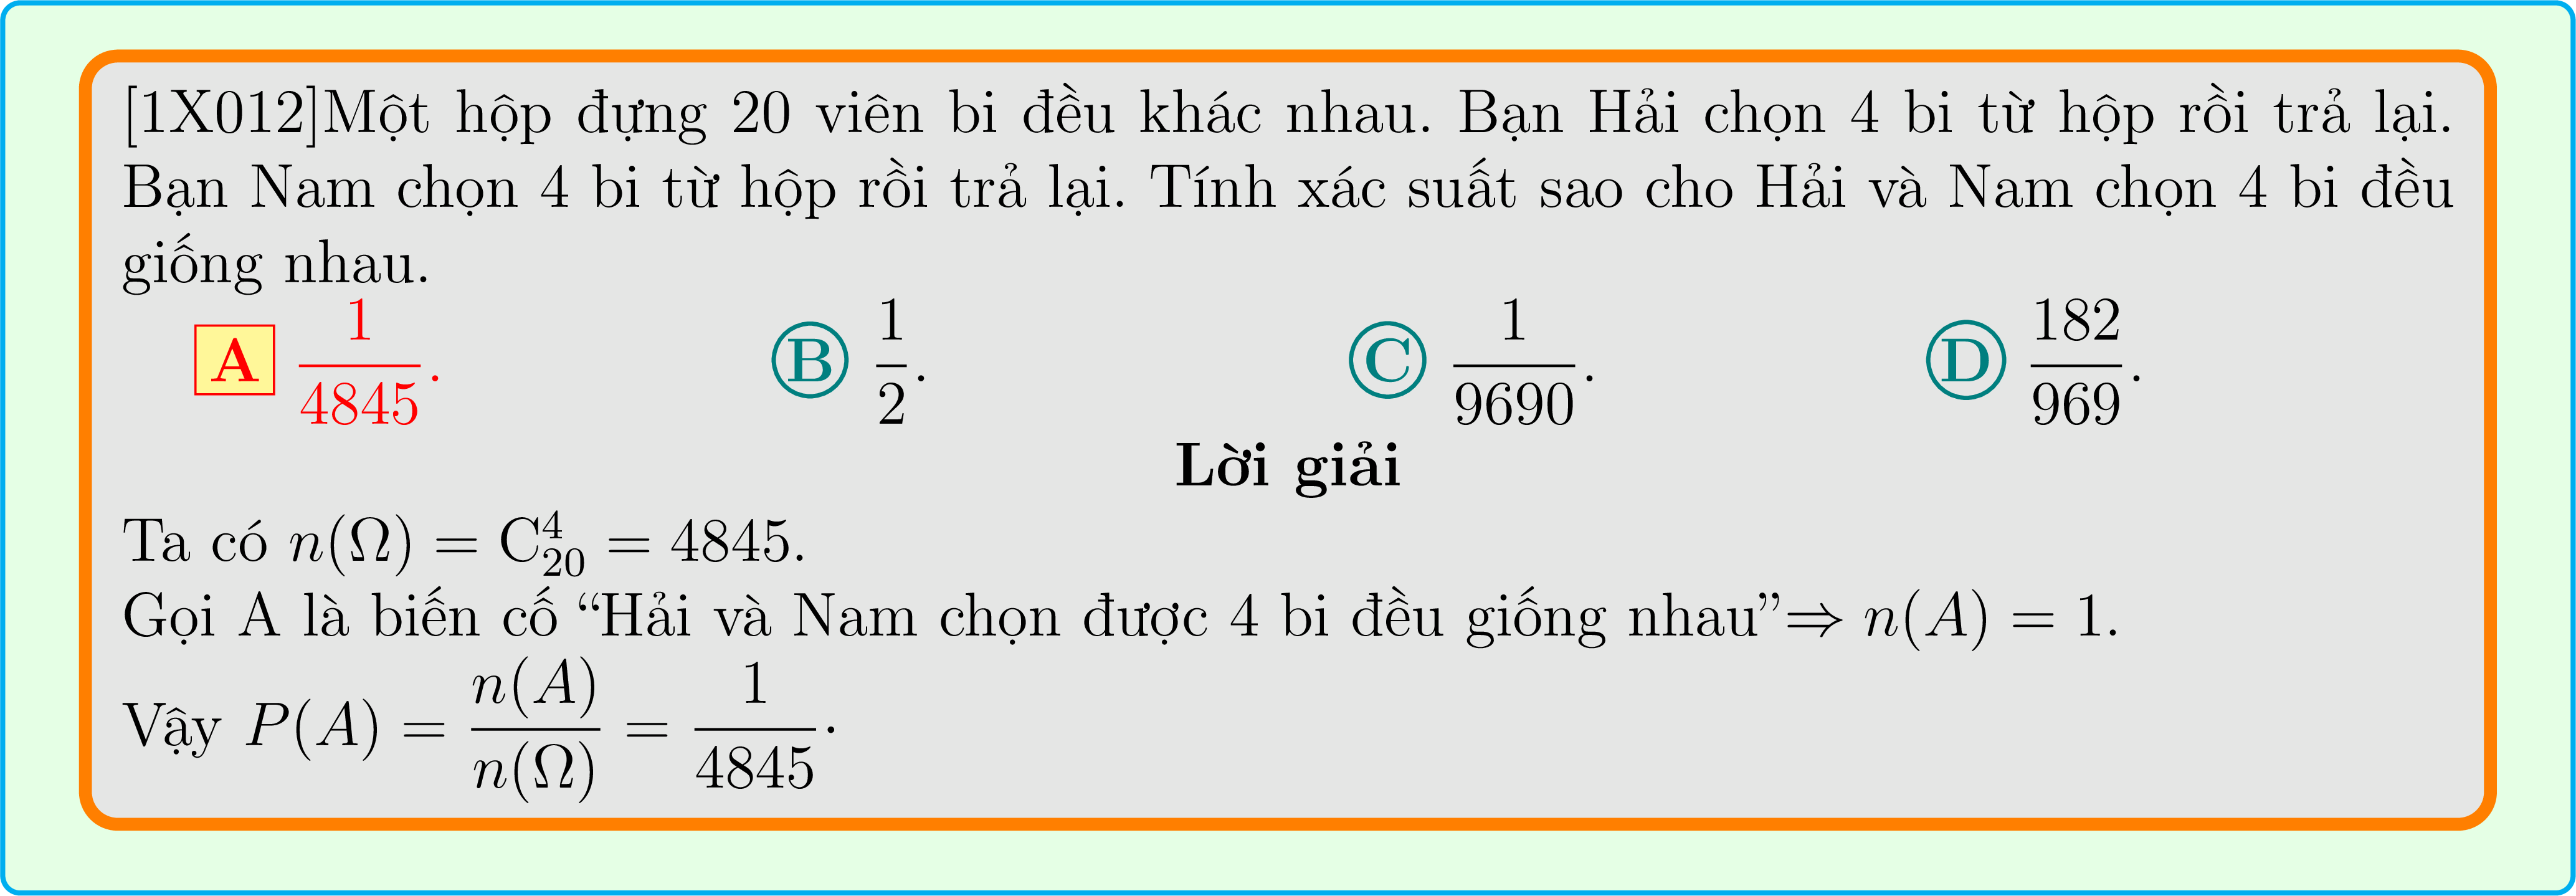 [1X012]Một hộp đựng 20 viên bi đều khác nhau. Bạn Hải chọn 4 bi từ hộp rồi trả lại.
Bạn Nam chọn 4 bi từ hộp rồi trả lại. Tính xác suất sao cho Hải và Nam chọn 4 bi đều
giống nhau.
A $\frac{1}{4845}$. B $\frac{1}{2}$. C $\frac{1}{9690}$. D $\frac{182}{969}$.
Lời giải
Ta có $n(\Omega) = \mathrm{C}_{20}^{4} = 4845$.
Gọi A là biến cố “Hải và Nam chọn được 4 bi đều giống nhau”$\Rightarrow n(A) = 1$.
Vậy $P(A) = \frac{n(A)}{n(\Omega)} = \frac{1}{4845}\cdot$